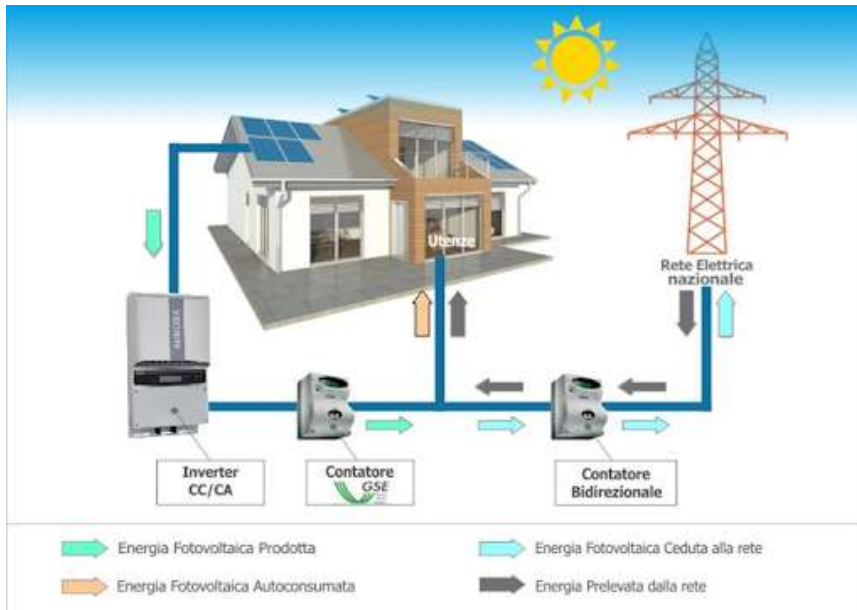 Utenze
Rete Elettrica
nazionale
Inverter
CC/CA
Contatore
GSE
Contatore
Bidirezionale
Energia Fotovoltaica Prodotta
Energia Fotovoltaica Ceduta alla rete
Energia Fotovoltaica Autoconsumata
Energia Prelevata dalla rete